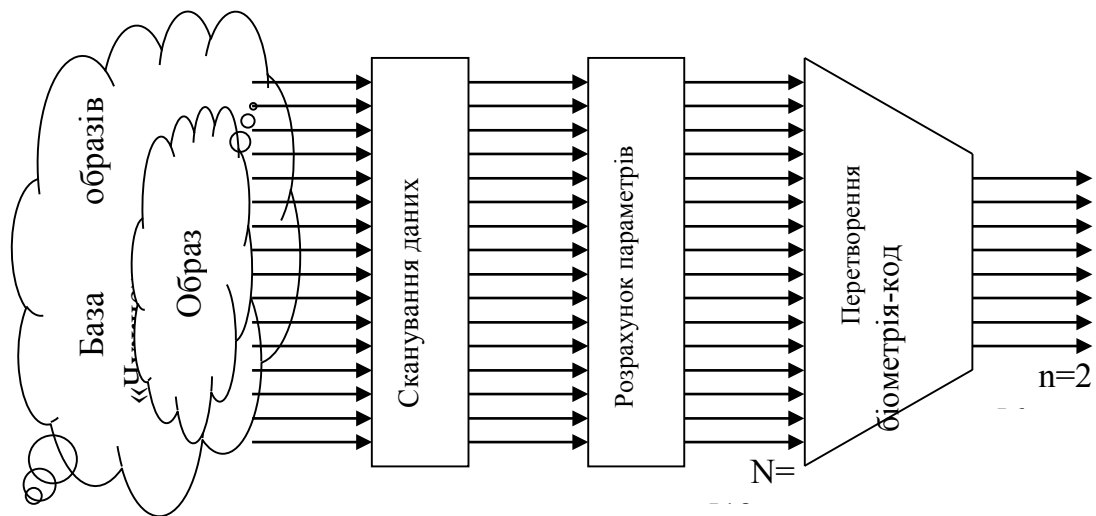 База образів
Образ
Сканування даних
Розрахунок параметрів
Перетворення
біометрія-код
N=
n=2